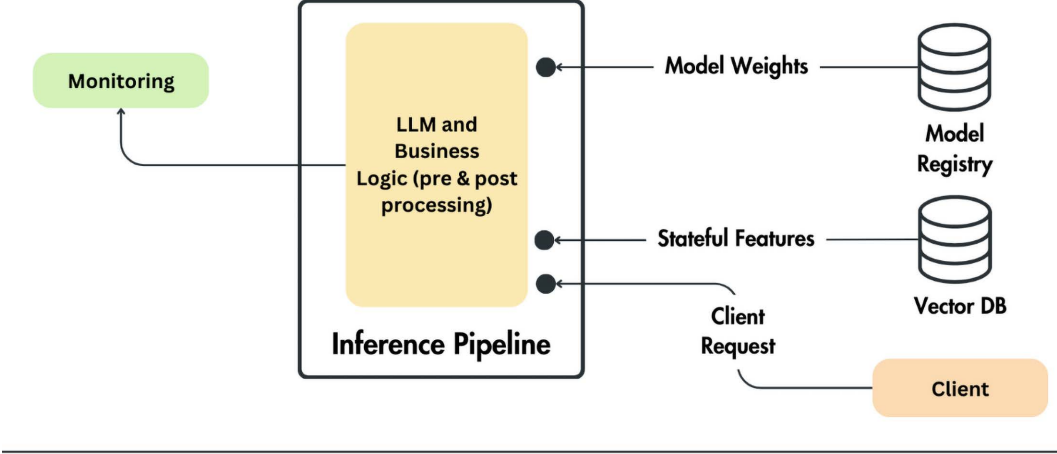 Monitoring
LLM and
Business
Logic (pre & post
processing)
Inference Pipeline
Model Weights
Model
Registry
Stateful Features
Vector DB
Client
Request
Client